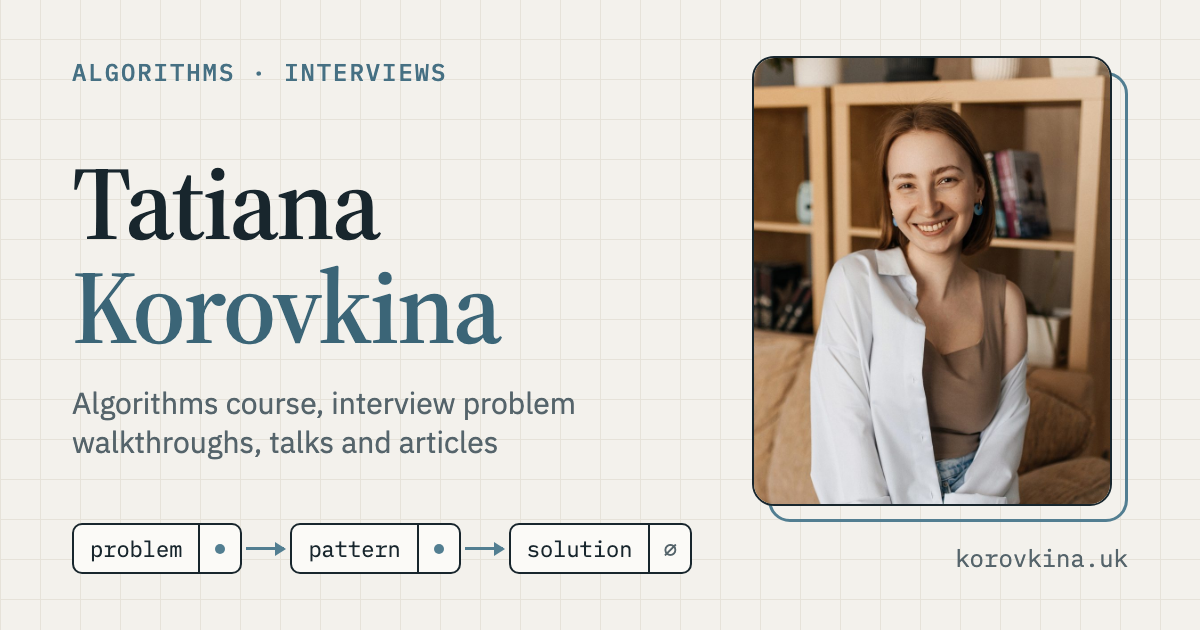 ALGORITHMS · INTERVIEWS
Tatiana
Korovkina
Algorithms course, interview problem
walkthroughs, talks and articles
problem • pattern • solution ∅
korovkina.uk